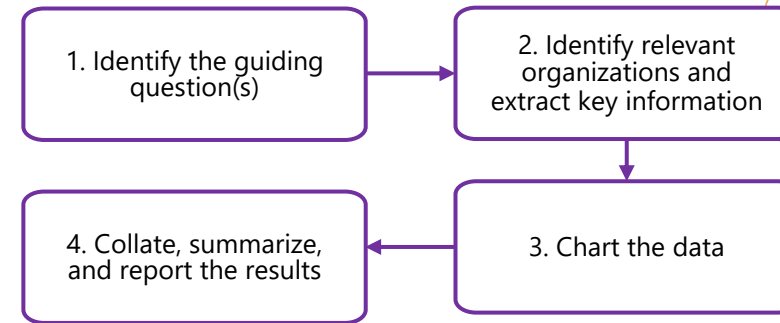 1. Identify the guiding
question(s)
2. Identify relevant
organizations and
extract key information
3. Chart the data
4. Collate, summarize,
and report the results